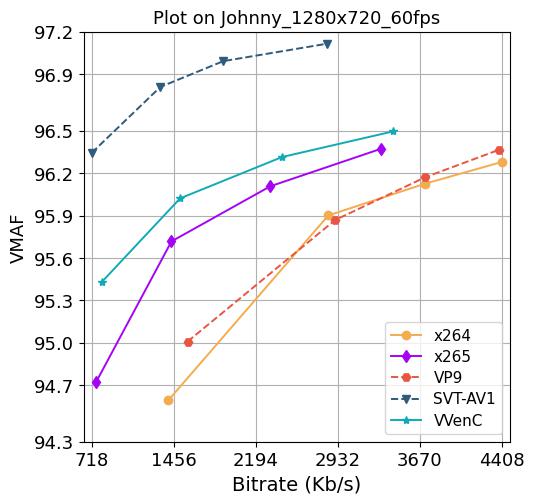 Plot on Johnny_1280x720_60fps
97.2
96.9
96.5
96.2
95.9
95.6
95.3
95.0
94.7
94.3
VMAF
x264
x265
VP9
SVT-AV1
VVenC
718 1456 2194 2932 3670 4408
Bitrate (Kb/s)